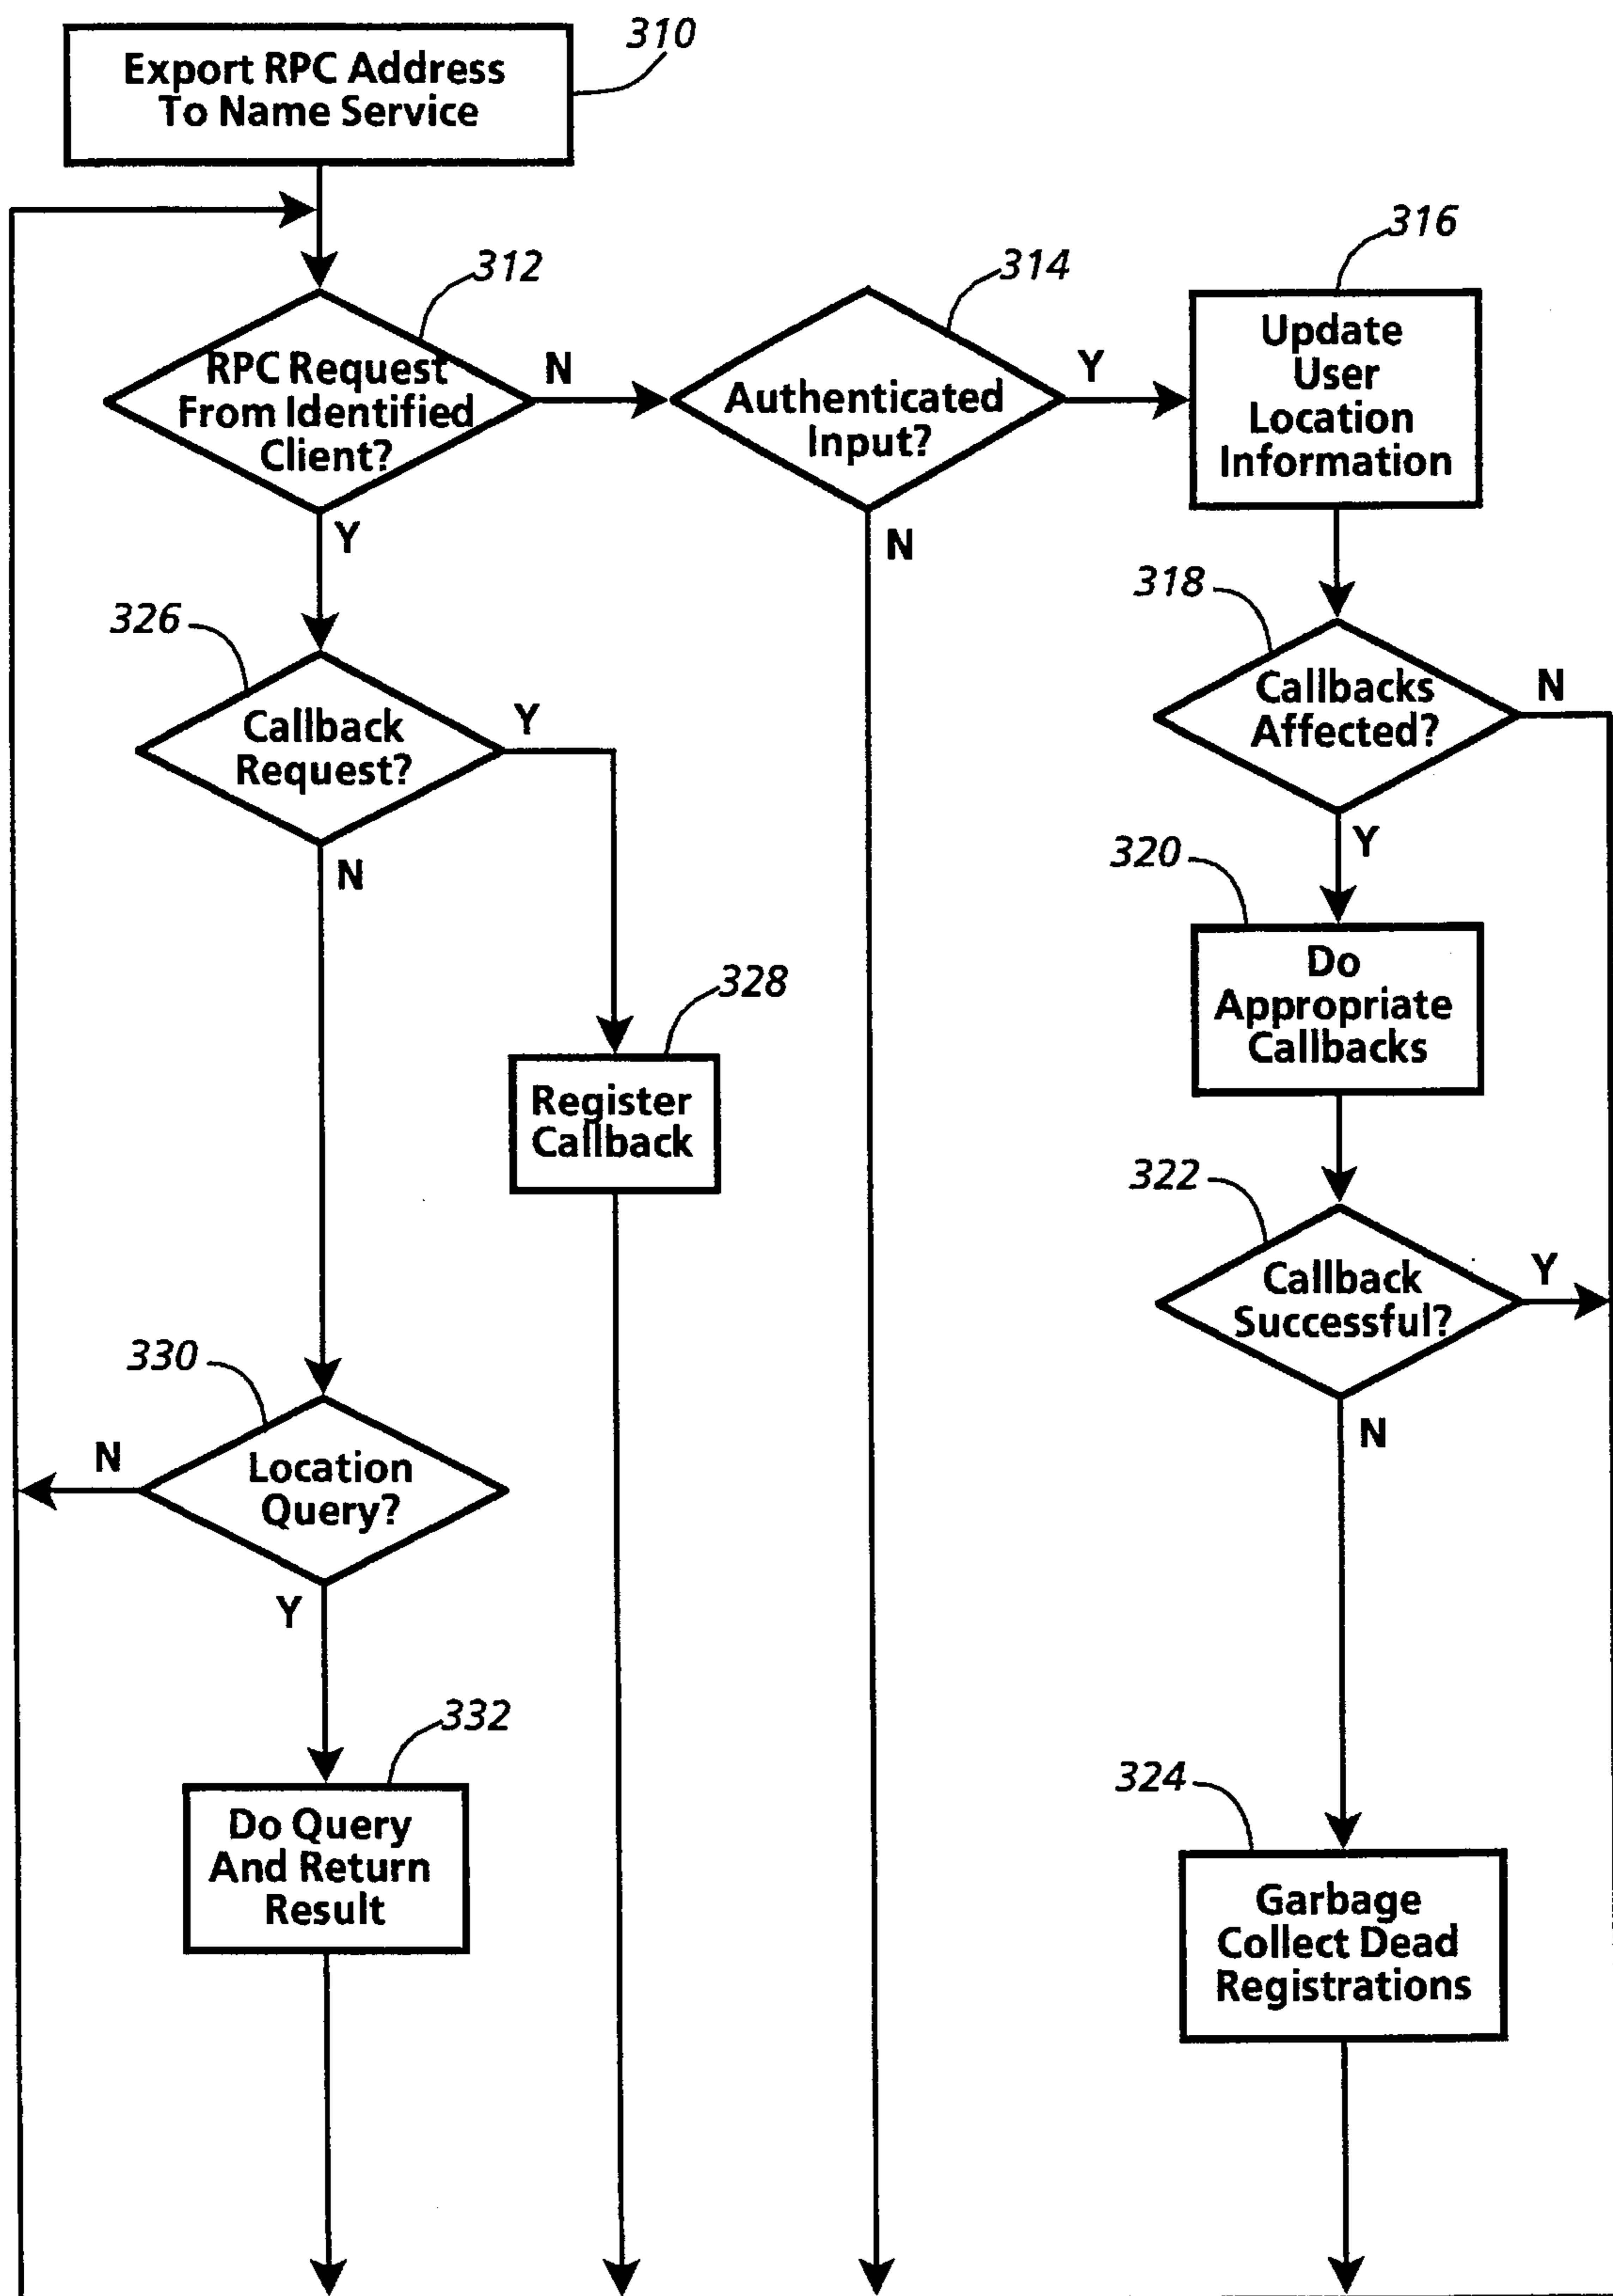 310
Export RPC Address
To Name Service
312
RPC Request
From Identified
Client?
N
Y
314
Authenticated
Input?
Y
N
316
Update
User
Location
Information
318
Callbacks
Affected?
N
Y
320
Do
Appropriate
Callbacks
322
Callback
Successful?
Y
N
324
Garbage
Collect Dead
Registrations
326
Callback
Request?
Y
N
328
Register
Callback
330
Location
Query?
N
Y
332
Do Query
And Return
Result